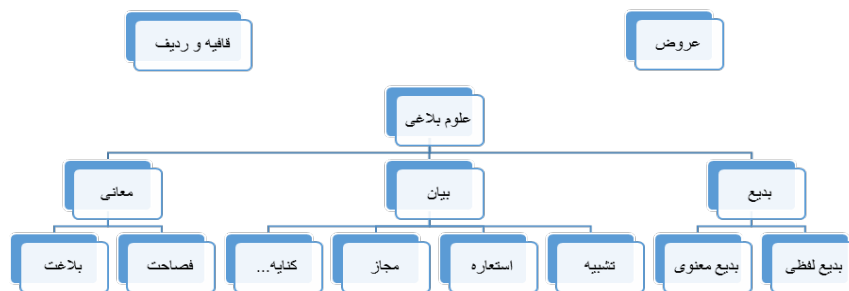 عروض
قافیه و ردیف
علوم بلاغی
بدیع
بیان
معانی
بدیع لفظی
بدیع معنوی
تشبیه
استعاره
مجاز
کنایه...
فصاحت
بلاغت